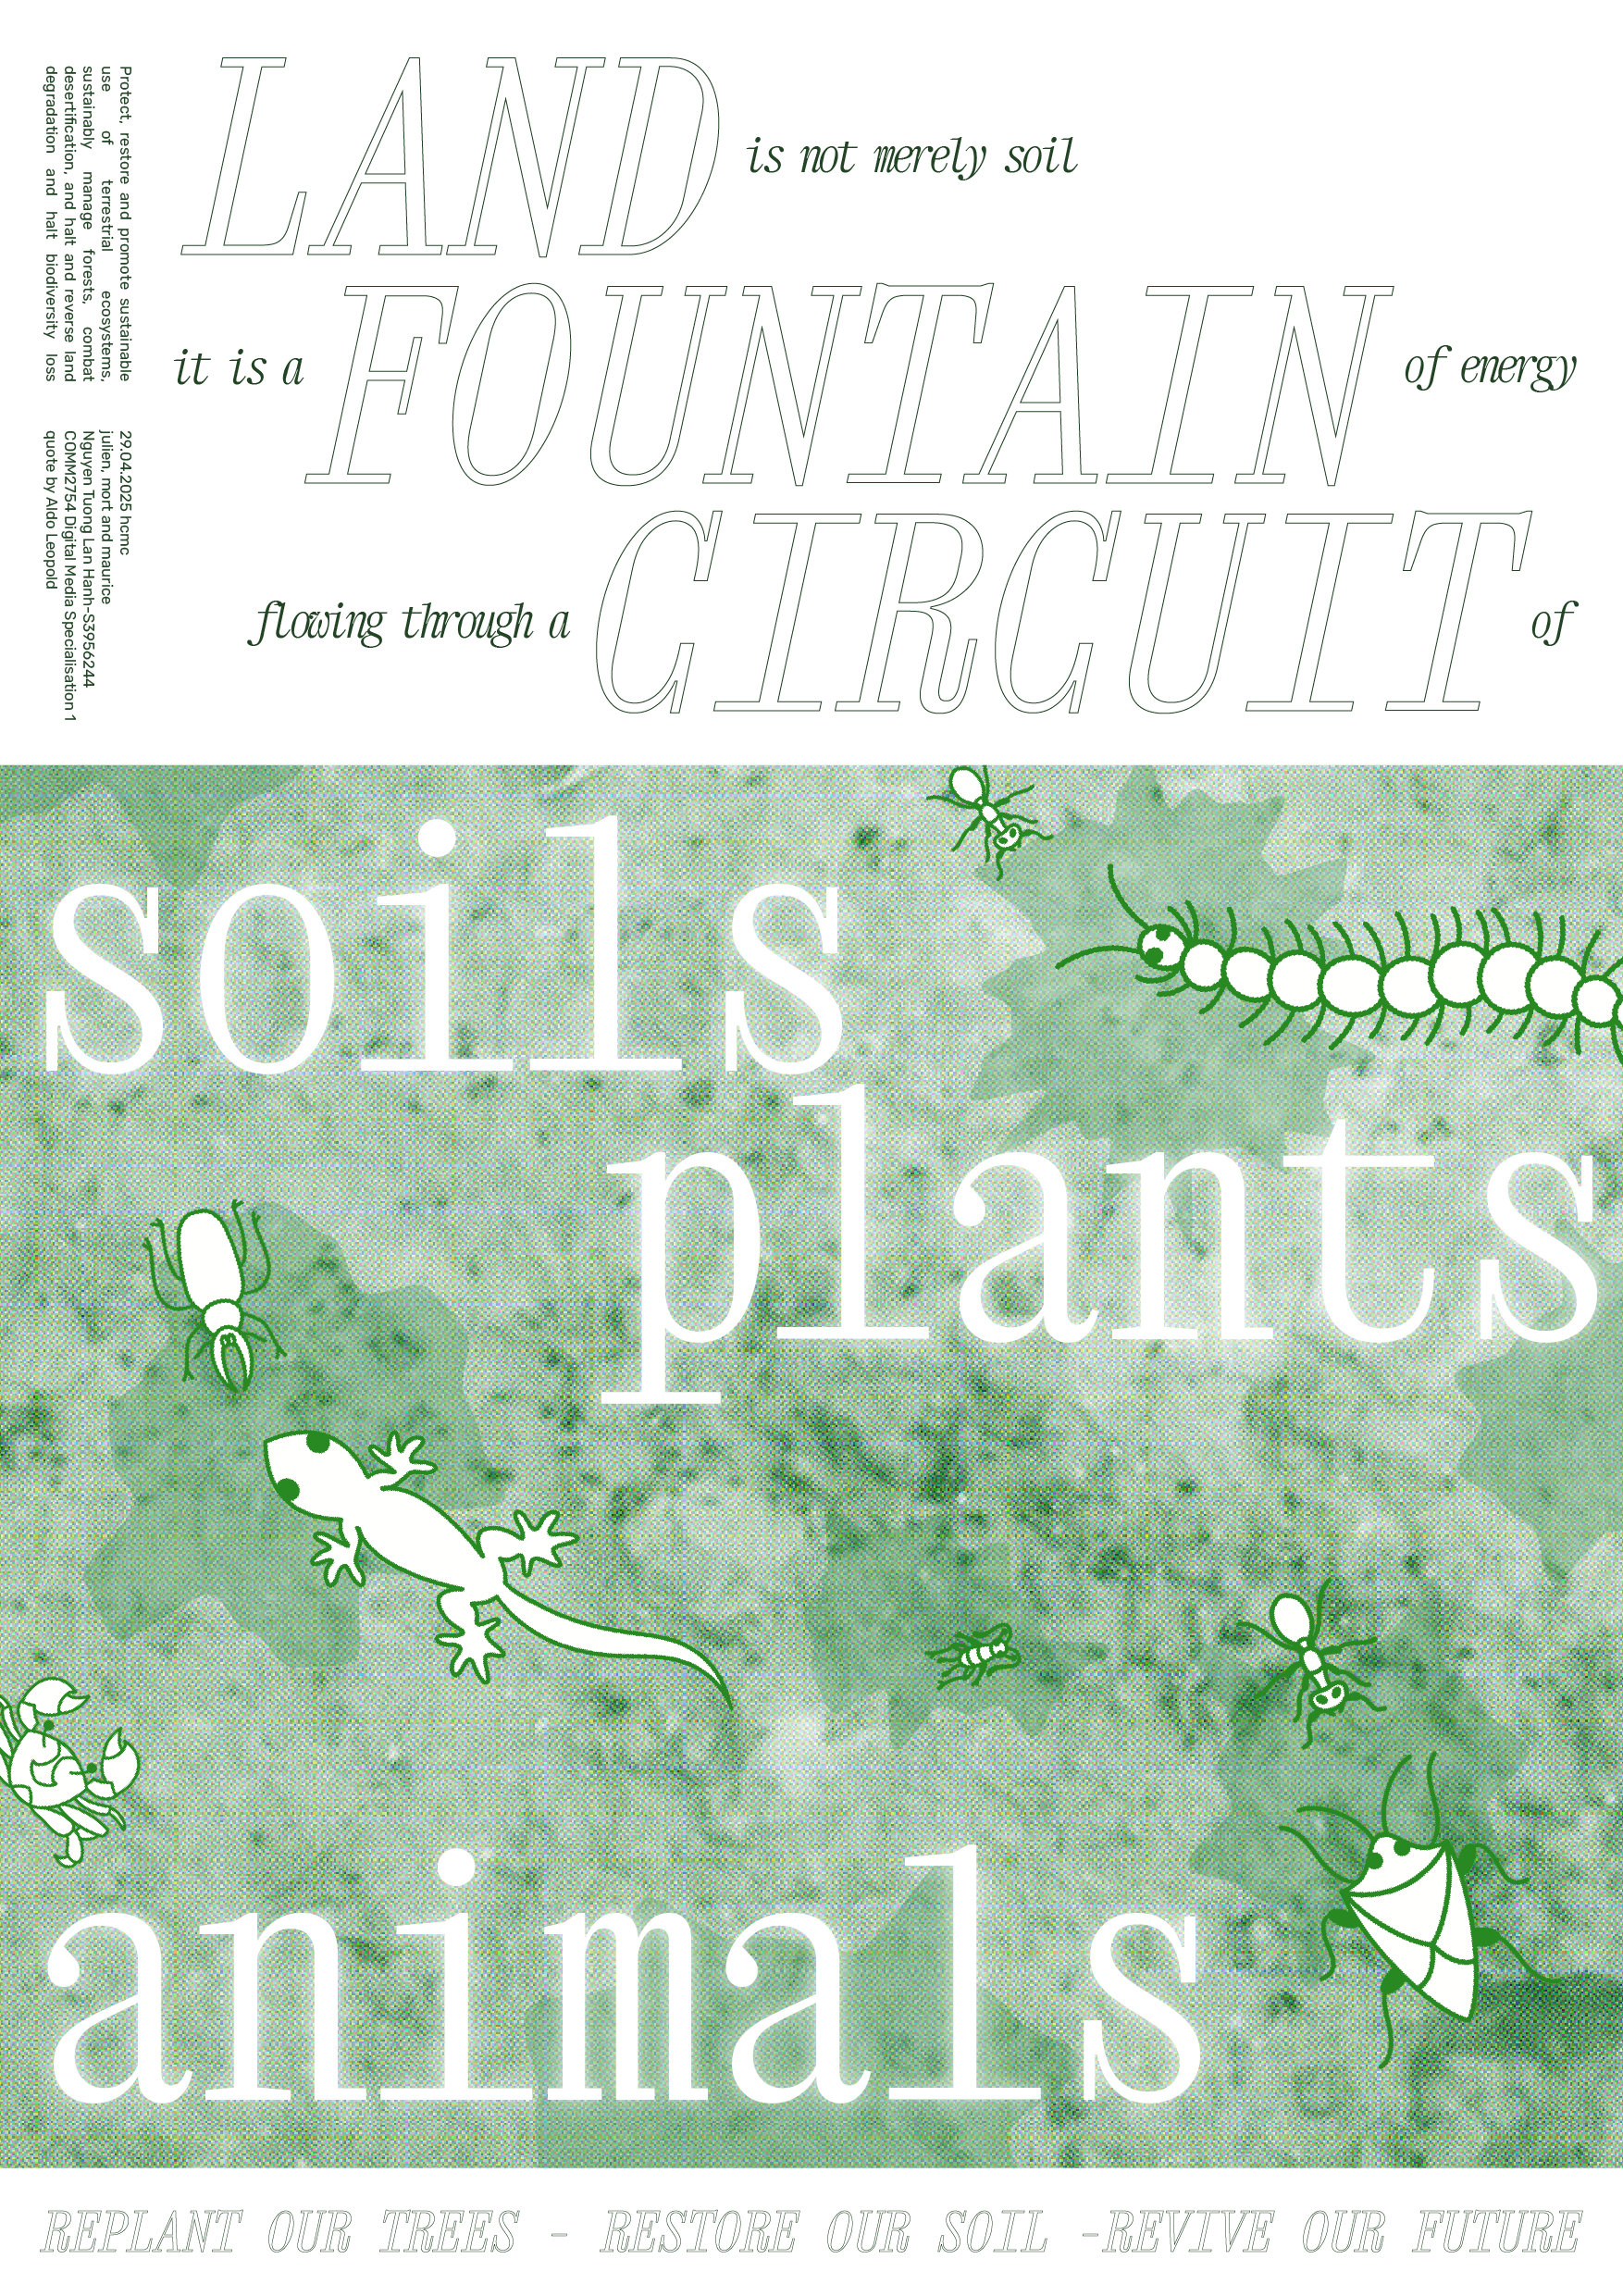 Protect, restore and promote sustainable
use of terrestrial ecosystems,
sustainably manage forests, combat
desertification, and halt and reverse land
degradation and halt biodiversity loss
29.04.2025 hcmc
julien, mort and maurice
Nguyen Tuong Lan Hanh-S3956244
COMM2754 Digital Media Specialisation 1
quote by Aldo Leopold
LAND is not merely soil
it is a FOUNTAIN of energy
flowing through a CIRCUIT of
soils
plants
animals
REPLANT OUR TREES - RESTORE OUR SOIL -REVIVE OUR FUTURE